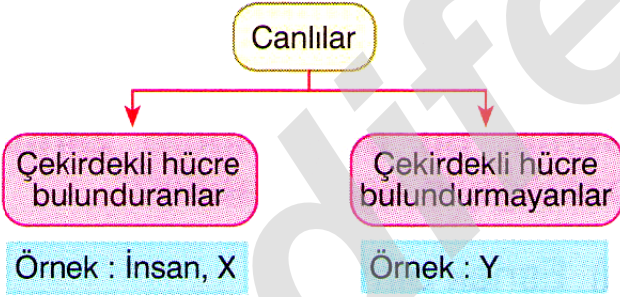 Canlılar
Çekirdekli hücre
bulunduranlar
Çekirdekli hücre
bulundurmayanlar
Örnek : İnsan, X
Örnek : Y